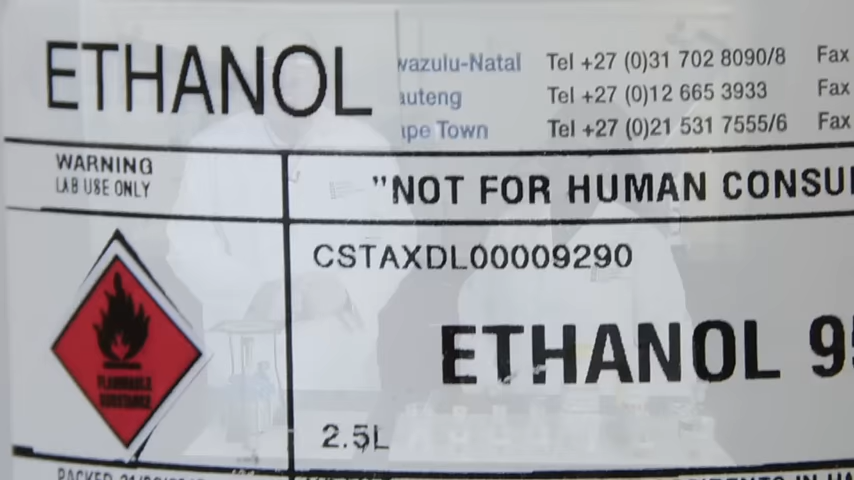 ETHANOL
wazulu-Natal Tel +27 (0)31 702 8090/8 Fax
auteng Tel +27 (0)12 665 3933 Fax
ape Town Tel +27 (0)21 531 7555/6 Fax
WARNING
LAB USE ONLY
"NOT FOR HUMAN CONSU
CSTAXDL00009290
ETHANOL 9
FLAMMABLE
SUBSTANCE
2.5L
PACKED